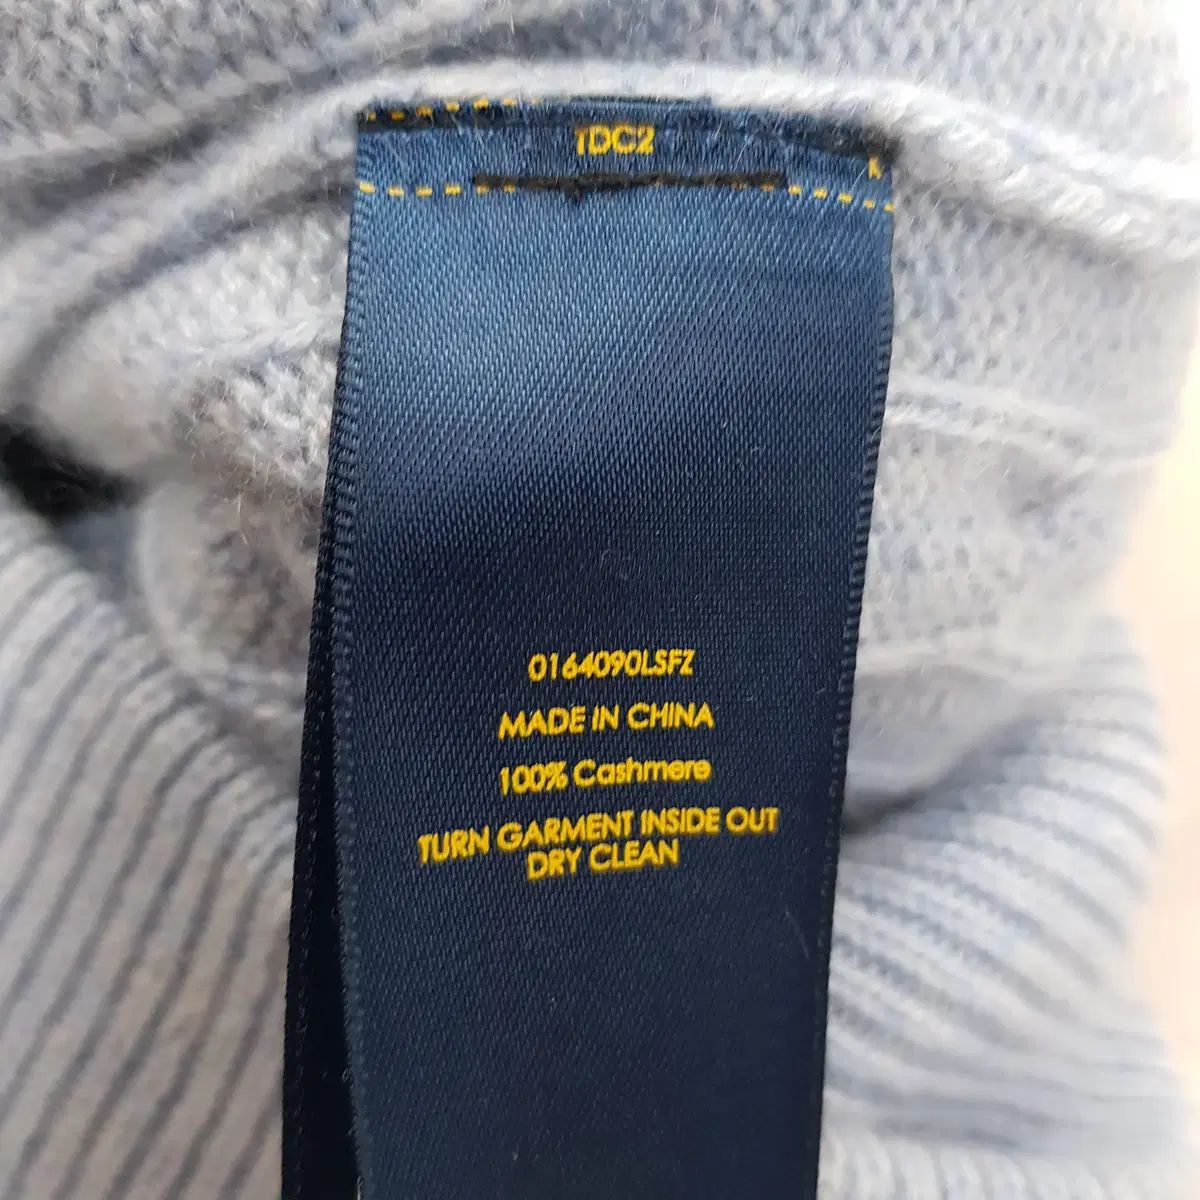 TDC2
0164090LSFZ
MADE IN CHINA
100% Cashmere
TURN GARMENT INSIDE OUT
DRY CLEAN